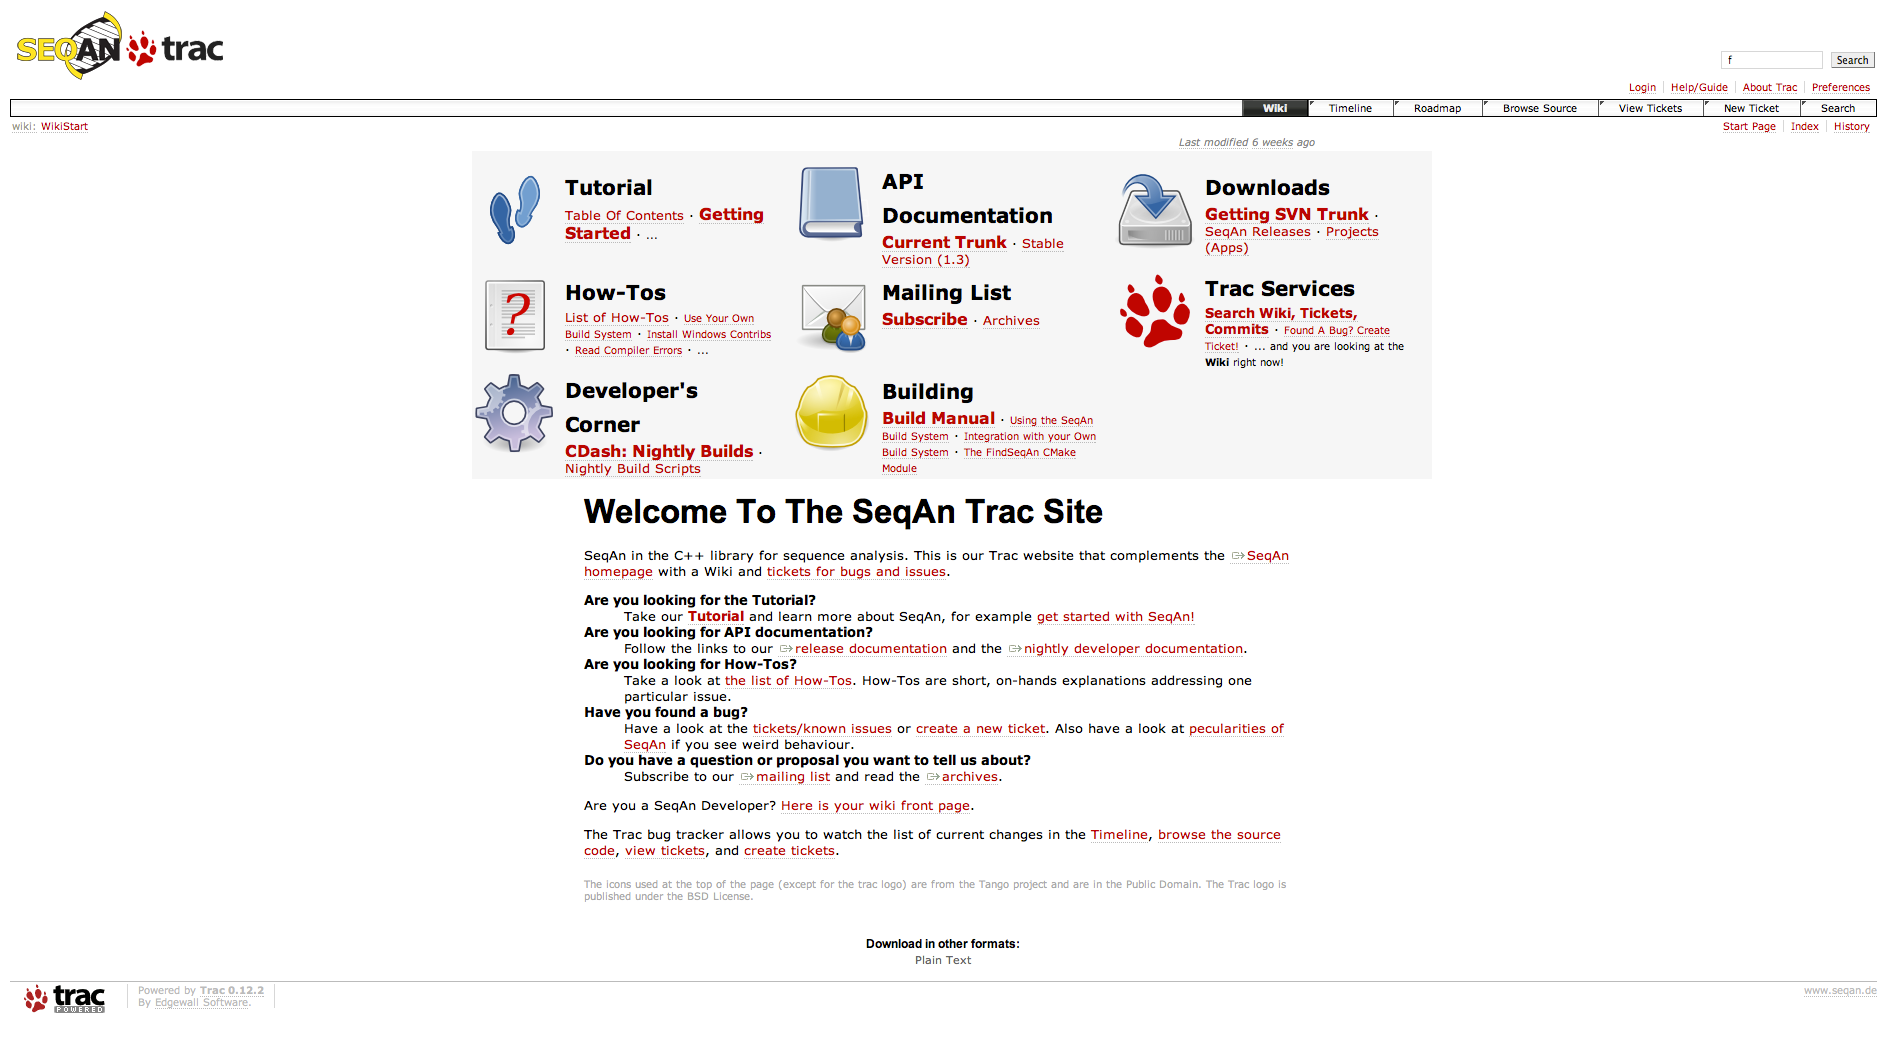 SEQAN trac
f Search
Login Help/Guide About Trac Preferences
Wiki Timeline Roadmap Browse Source View Tickets New Ticket Search
wiki: WikiStart
Start Page Index History
Last modified 6 weeks ago
Tutorial
Table Of Contents · Getting
Started · ...
API
Documentation
Current Trunk · Stable
Version (1.3)
Downloads
Getting SVN Trunk ·
SeqAn Releases · Projects
(Apps)
How-Tos
List of How-Tos · Use Your Own
Build System · Install Windows Contribs
· Read Compiler Errors · ...
Mailing List
Subscribe · Archives
Trac Services
Search Wiki, Tickets,
Commits · Found A Bug? Create
Ticket! · ... and you are looking at the
Wiki right now!
Developer's
Corner
CDash: Nightly Builds ·
Nightly Build Scripts
Building
Build Manual · Using the SeqAn
Build System · Integration with your Own
Build System · The FindSeqAn CMake
Module
Welcome To The SeqAn Trac Site
SeqAn in the C++ library for sequence analysis. This is our Trac website that complements the SeqAn
homepage with a Wiki and tickets for bugs and issues.
Are you looking for the Tutorial?
Take our Tutorial and learn more about SeqAn, for example get started with SeqAn!
Are you looking for API documentation?
Follow the links to our release documentation and the nightly developer documentation.
Are you looking for How-Tos?
Take a look at the list of How-Tos. How-Tos are short, on-hands explanations addressing one
particular issue.
Have you found a bug?
Have a look at the tickets/known issues or create a new ticket. Also have a look at pecularities of
SeqAn if you see weird behaviour.
Do you have a question or proposal you want to tell us about?
Subscribe to our mailing list and read the archives.
Are you a SeqAn Developer? Here is your wiki front page.
The Trac bug tracker allows you to watch the list of current changes in the Timeline, browse the source
code, view tickets, and create tickets.
The icons used at the top of the page (except for the trac logo) are from the Tango project and are in the Public Domain. The Trac logo is
published under the BSD License.
Download in other formats:
Plain Text
trac
POWERED
Powered by Trac 0.12.2
By Edgewall Software.
www.seqan.de